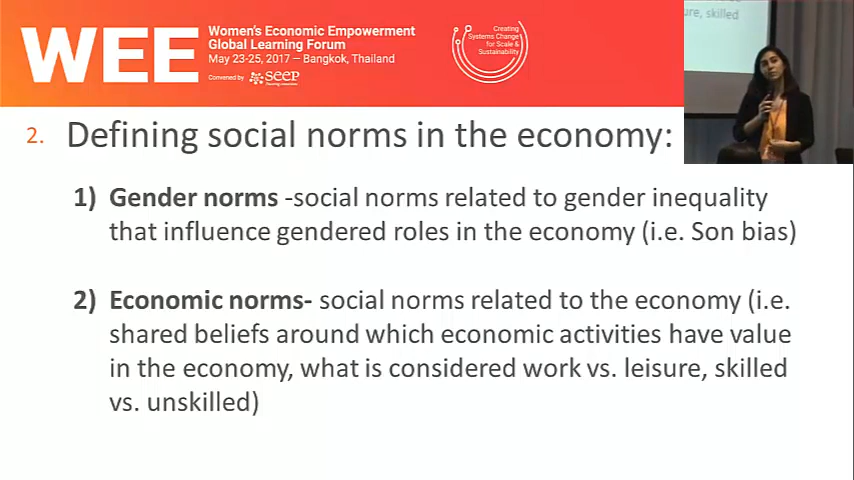 WEE
Women's Economic Empowerment
Global Learning Forum
May 23-25, 2017 – Bangkok, Thailand
Convened by SEEP
Creating
Systems Change
for Scale &
Sustainability
ure, skilled
2. Defining social norms in the economy:
1) Gender norms -social norms related to gender inequality
that influence gendered roles in the economy (i.e. Son bias)
2) Economic norms- social norms related to the economy (i.e.
shared beliefs around which economic activities have value
in the economy, what is considered work vs. leisure, skilled
vs. unskilled)